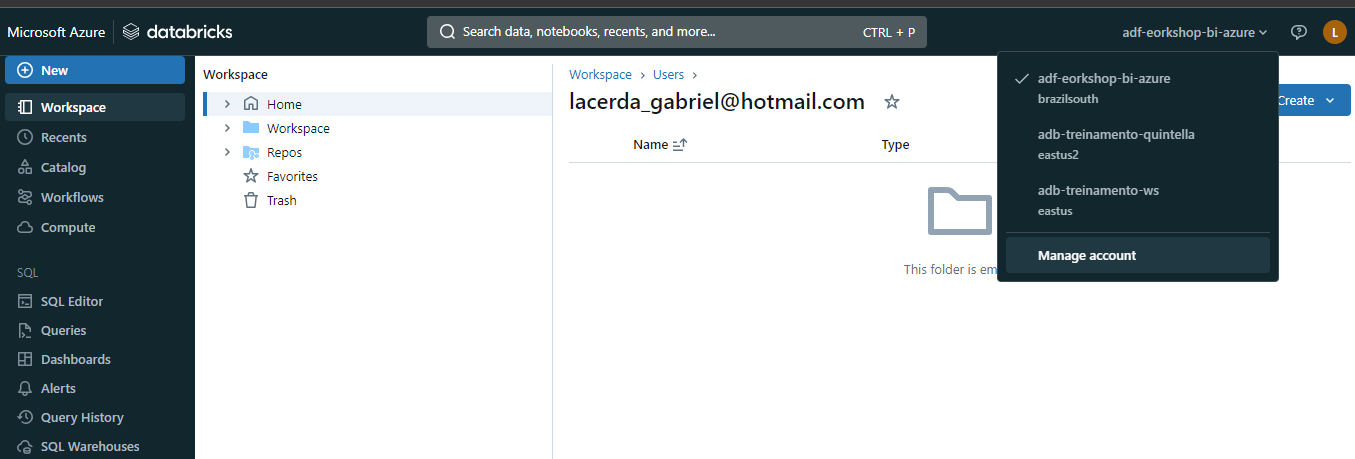 Microsoft Azure databricks
Search data, notebooks, recents, and more... CTRL + P
adf-eorkshop-bi-azure
L
New
Workspace
Recents
Catalog
Workflows
Compute
SQL
SQL Editor
Queries
Dashboards
Alerts
Query History
SQL Warehouses
Workspace
Home
Workspace
Repos
Favorites
Trash
Workspace > Users >
lacerda_gabriel@hotmail.com
Create
Name Type
This folder is
adf-eorkshop-bi-azure
brazilsouth
adb-treinamento-quintella
eastus2
adb-treinamento-ws
eastus
Manage account